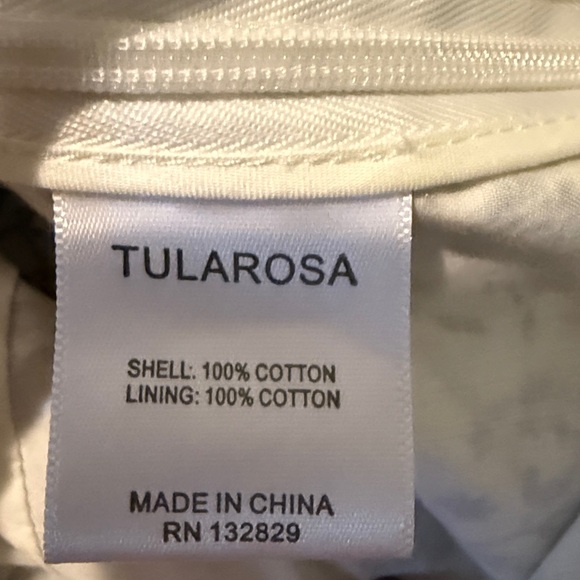 TULAROSA
SHELL: 100% COTTON
LINING: 100% COTTON
MADE IN CHINA
RN 132829